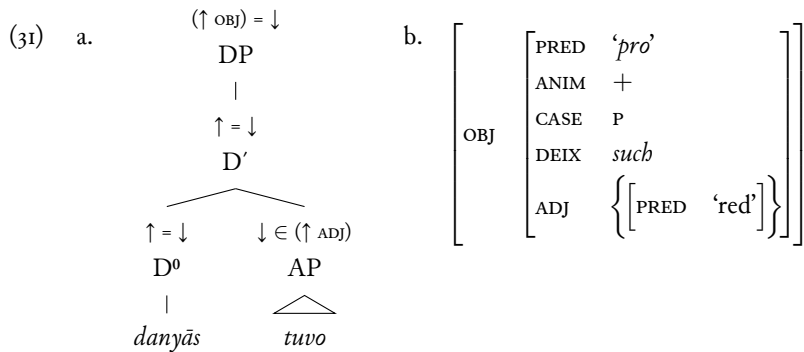 (31) a. (↑ OBJ) = ↓
DP
↑ = ↓
D′
↑ = ↓ ↓ ∈ (↑ ADJ)
D⁰ AP
danyās tuvo
b. OBJ
PRED ‘pro’
ANIM +
CASE P
DEIX such
ADJ {[PRED ‘red’]}